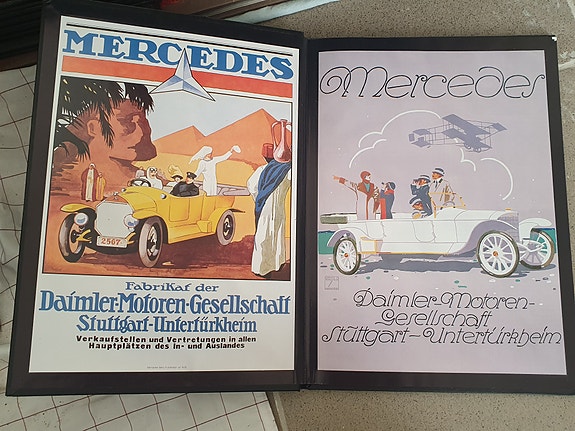 MERCEDES
2507
Fabrikat der
Daimler-Motoren-Gesellschaft
Stuttgart-Untertürkheim
Verkaufsstellen und Vertretungen in allen
Hauptplätzen des In- und Auslandes
Mercedes
Daimler-Motoren-
Gesellschaft
Stuttgart-Untertürkheim